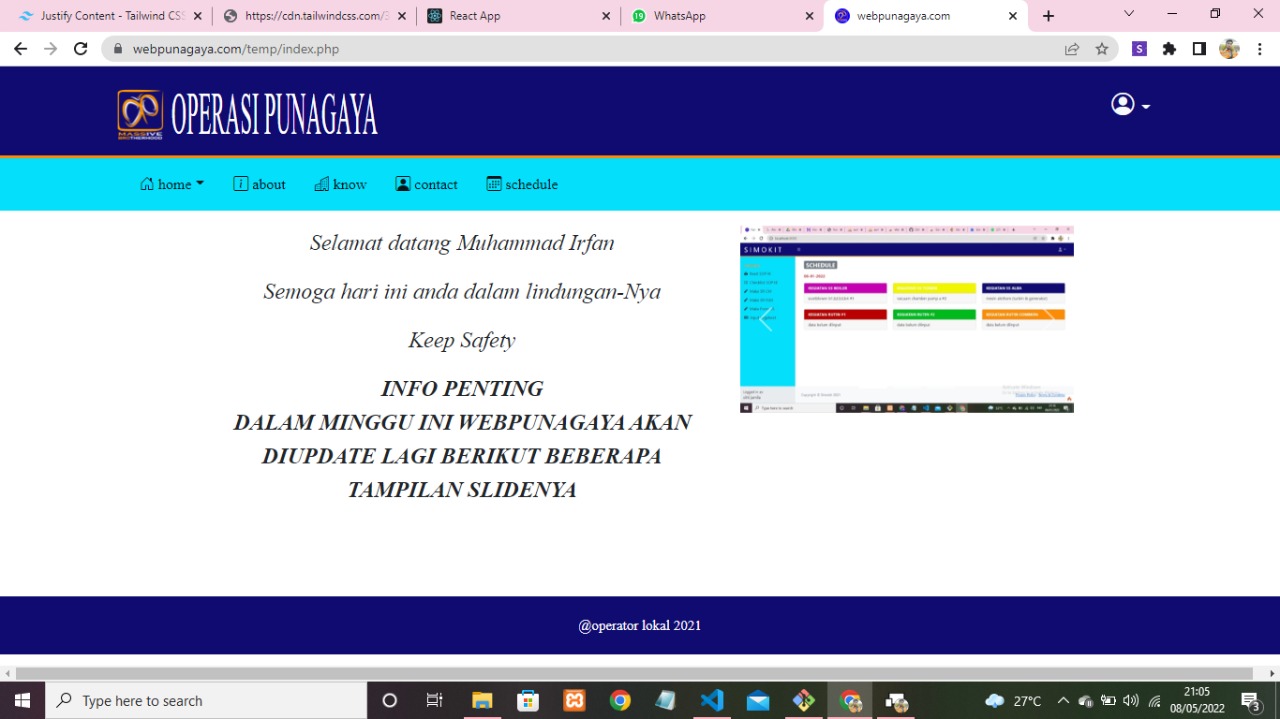 Justify Content - Tailwind CSS
https://cdn.tailwindcss.com/3
React App
19
WhatsApp
webpunagaya.com
webpunagaya.com/temp/index.php
S
MASSIVE
BROTHERHOOD
OPERASI PUNAGAYA
home
about
know
contact
schedule
Selamat datang Muhammad Irfan
Semoga hari ini anda dalam lindungan-Nya
Keep Safety
INFO PENTING
DALAM MINGGU INI WEBPUNAGAYA AKAN
DIUPDATE LAGI BERIKUT BEBERAPA
TAMPILAN SLIDENYA
SIMOKIT
SCHEDULE
@operator lokal 2021
Type here to search
27°C
21:05
08/05/2022
3